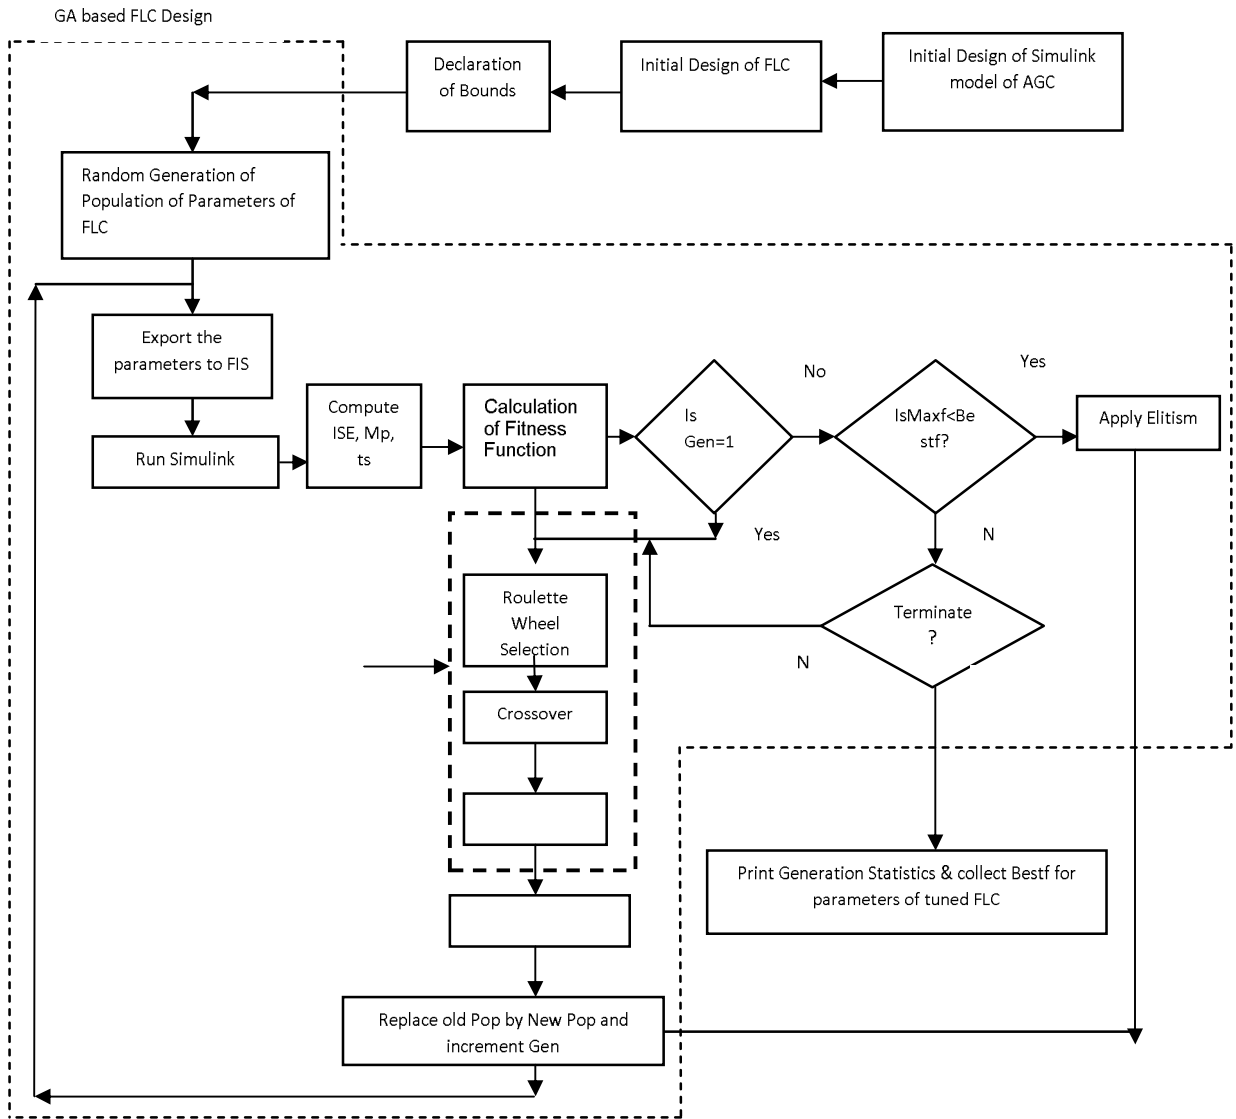 GA based FLC Design
Declaration
of Bounds
Initial Design of FLC
Initial Design of Simulink
model of AGC
Random Generation of
Population of Parameters of
FLC
Export the
parameters to FIS
Run Simulink
Compute
ISE, Mp,
ts
Calculation
of Fitness
Function
Is
Gen=1
No
IsMaxf<Be
stf?
Yes
Apply Elitism
Yes
N
Roulette
Wheel
Selection
Terminate
?
N
Crossover
Print Generation Statistics & collect Bestf for
parameters of tuned FLC
Replace old Pop by New Pop and
increment Gen